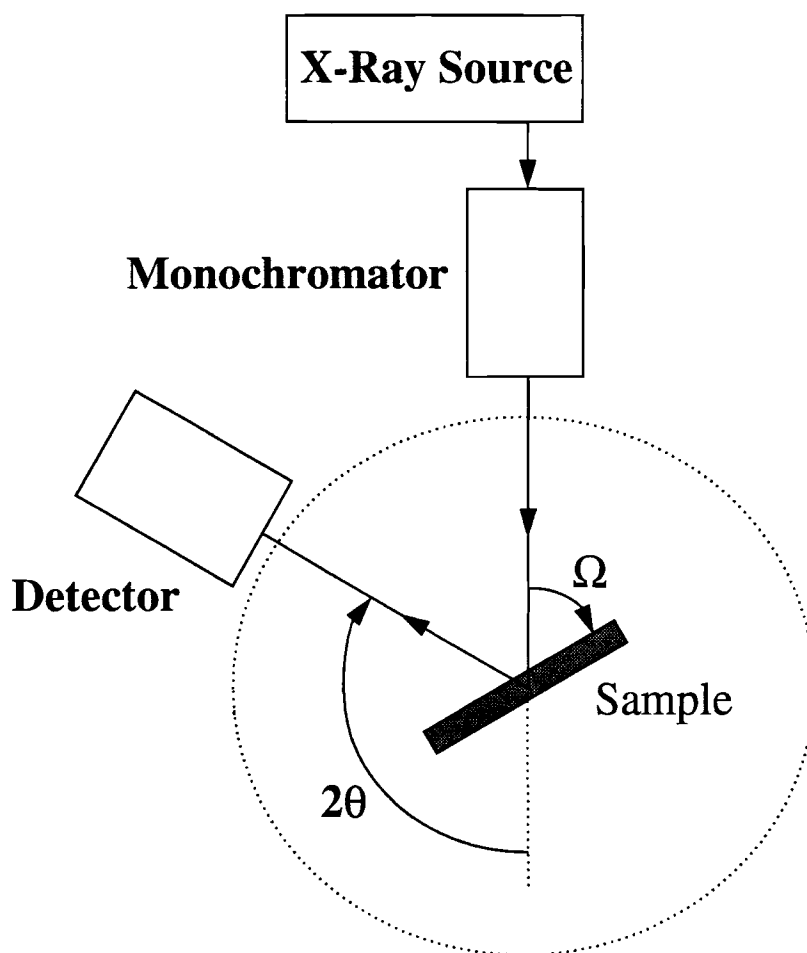 X-Ray Source
Monochromator
Detector
Ω
Sample
2θ